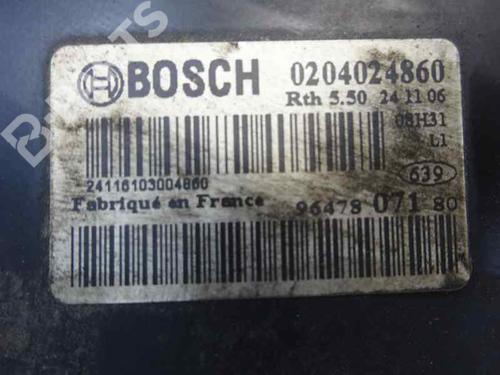 BOSCH 0204024860
Rth 5.50 24 11 06
08H31
L1
24116103004860
639
Fabriqué en France 96478 071 80